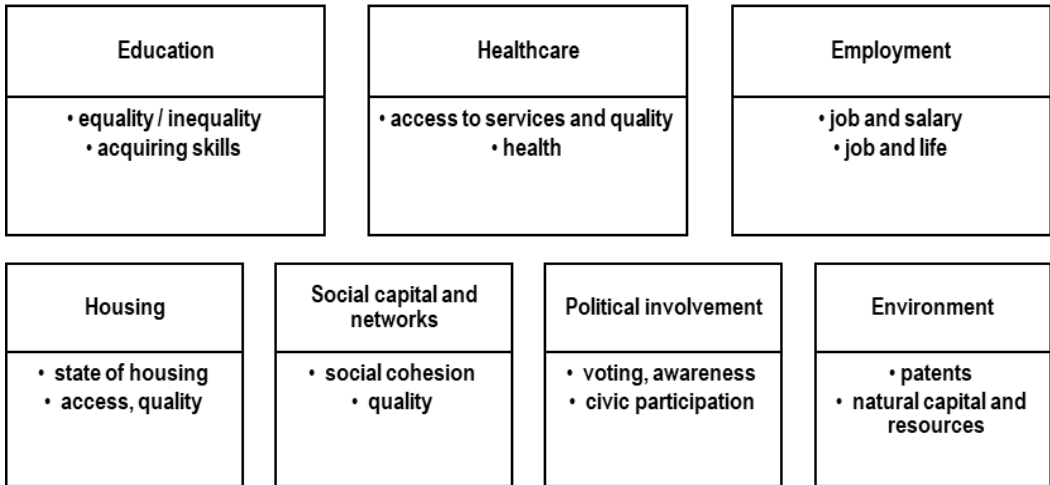 Education
• equality / inequality
• acquiring skills
Healthcare
• access to services and quality
• health
Employment
• job and salary
• job and life
Housing
• state of housing
• access, quality
Social capital and
networks
• social cohesion
• quality
Political involvement
• voting, awareness
• civic participation
Environment
• patents
• natural capital and
resources